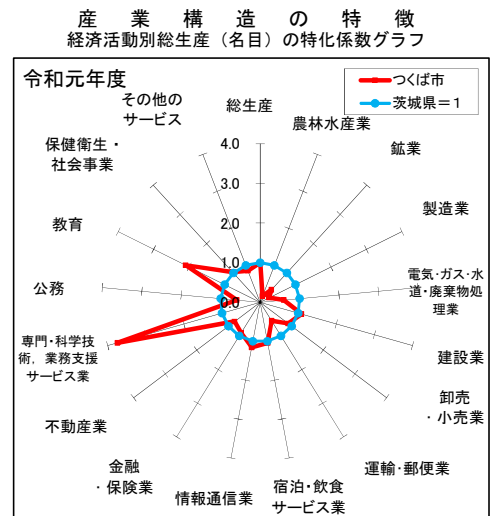 産業構造の特徴
経済活動別総生産（名目）の特化係数グラフ
令和元年度
つくば市
茨城県＝1
総生産
農林水産業
鉱業
製造業
電気・ガス・水
道・廃棄物処
理業
建設業
卸売
・小売業
運輸・郵便業
宿泊・飲食
サービス業
情報通信業
金融
・保険業
不動産業
専門・科学技
術，業務支援
サービス業
公務
教育
保健衛生・
社会事業
その他の
サービス
4.0
3.0
2.0
1.0
0.0